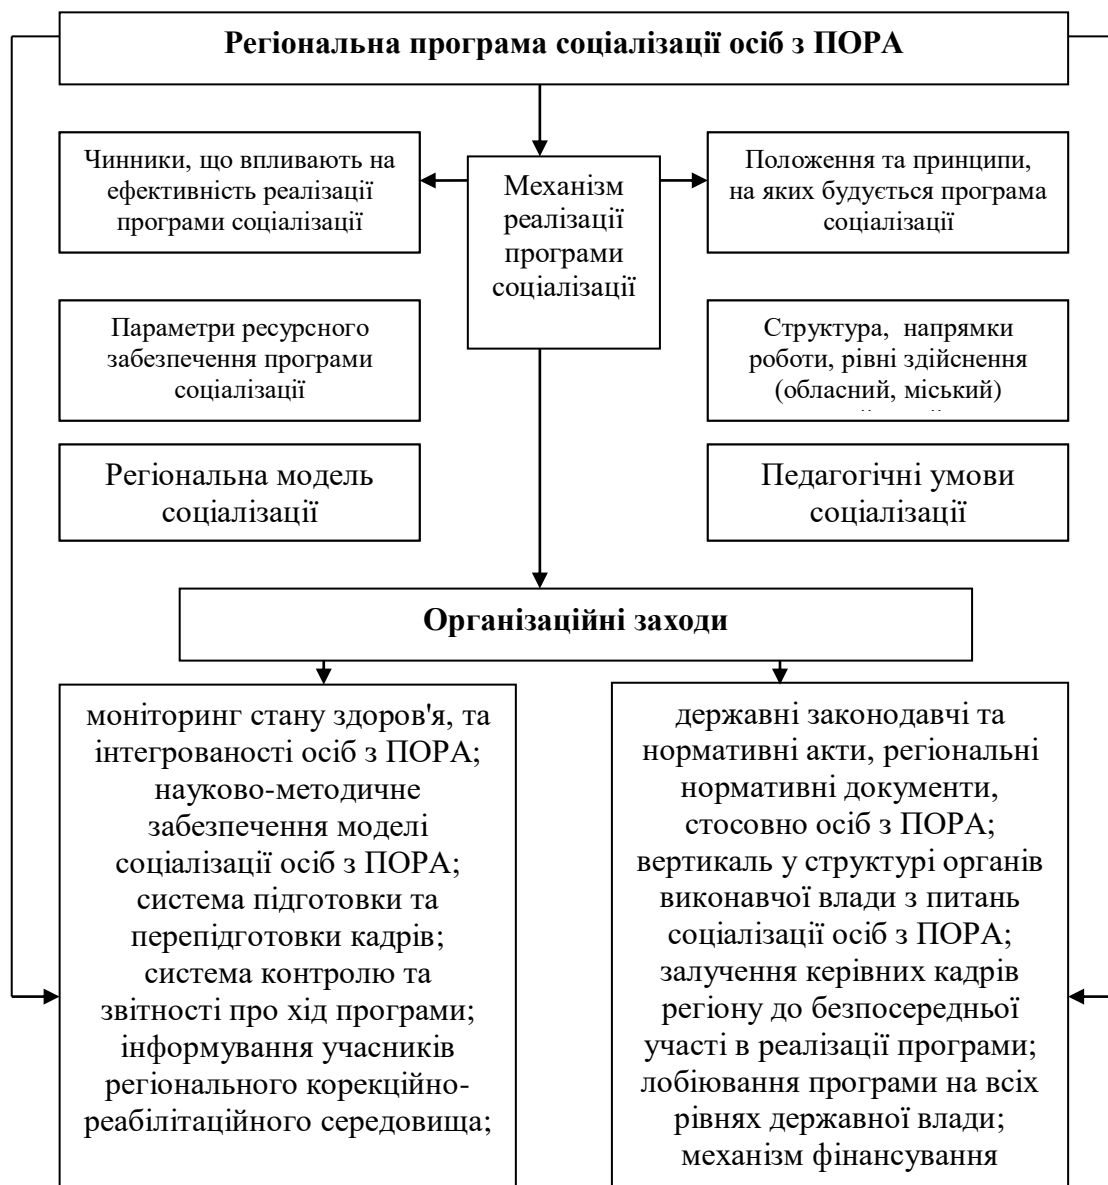 Регіональна програма соціалізації осіб з ПОРА
Чинники, що впливають на
ефективність реалізації
програми соціалізації
Механізм
реалізації
програми
соціалізації
Положення та принципи,
на яких будується програма
соціалізації
Параметри ресурсного
забезпечення програми
соціалізації
Структура, напрямки
роботи, рівні здійснення
(обласний, міський)
Регіональна модель
соціалізації
Педагогічні умови
соціалізації
Організаційні заходи
моніторинг стану здоров'я, та
інтегрованості осіб з ПОРА;
науково-методичне
забезпечення моделі
соціалізації осіб з ПОРА;
система підготовки та
перепідготовки кадрів;
система контролю та
звітності про хід програми;
інформування учасників
регіонального корекційно-
реабілітаційного середовища;
державні законодавчі та
нормативні акти, регіональні
нормативні документи,
стосовно осіб з ПОРА;
вертикаль у структурі органів
виконавчої влади з питань
соціалізації осіб з ПОРА;
залучення керівних кадрів
регіону до безпосередньої
участі в реалізації програми;
лобіювання програми на всіх
рівнях державної влади;
механізм фінансування